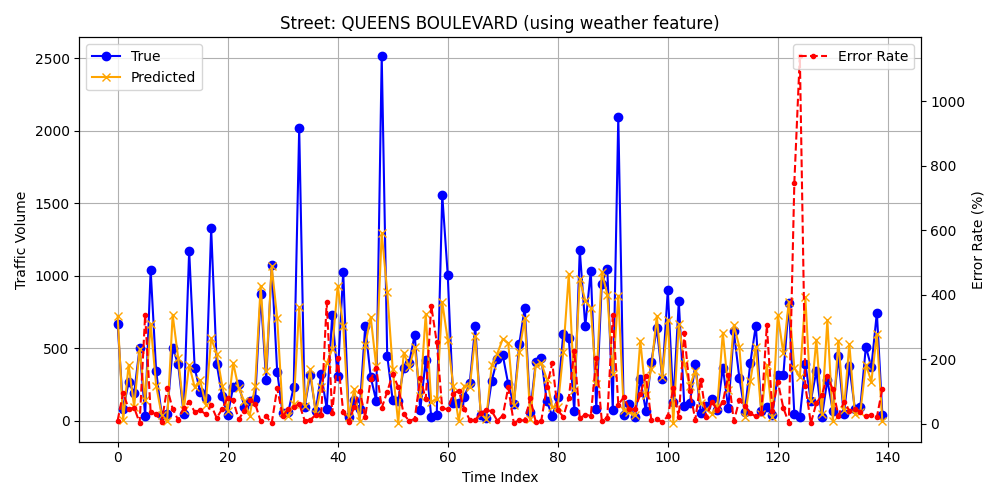 Street: QUEENS BOULEVARD (using weather feature)
True
Predicted
Error Rate
2500
2000
1500
1000
500
0
Traffic Volume
1000
800
600
400
200
0
Error Rate (%)
0 20 40 60 80 100 120 140
Time Index